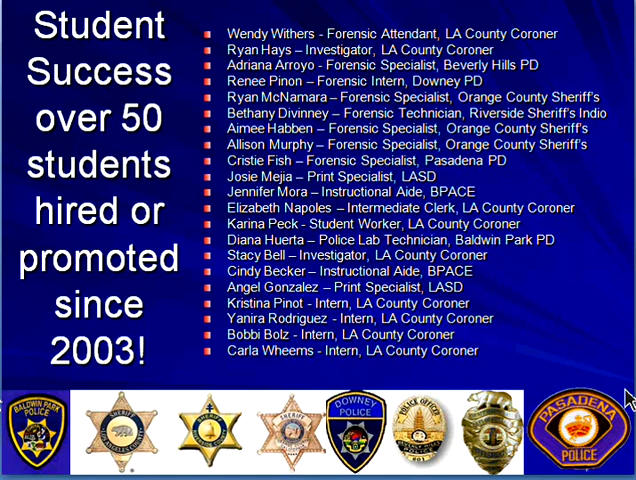 Student
Success
over 50
students
hired or
promoted
since
2003!
Wendy Withers - Forensic Attendant, LA County Coroner
Ryan Hays – Investigator, LA County Coroner
Adriana Arroyo - Forensic Specialist, Beverly Hills PD
Renee Pinon – Forensic Intern, Downey PD
Ryan McNamara – Forensic Specialist, Orange County Sheriff's
Bethany Divinney – Forensic Technician, Riverside Sheriff's Indio
Aimee Habben – Forensic Specialist, Orange County Sheriff's
Allison Murphy – Forensic Specialist, Orange County Sheriff's
Cristie Fish – Forensic Specialist, Pasadena PD
Josie Mejia – Print Specialist, LASD
Jennifer Mora – Instructional Aide, BPACE
Elizabeth Napoles – Intermediate Clerk, LA County Coroner
Karina Peck - Student Worker, LA County Coroner
Diana Huerta – Police Lab Technician, Baldwin Park PD
Stacy Bell – Investigator, LA County Coroner
Cindy Becker – Instructional Aide, BPACE
Angel Gonzalez – Print Specialist, LASD
Kristina Pinot - Intern, LA County Coroner
Yanira Rodriguez - Intern, LA County Coroner
Bobbi Bolz - Intern, LA County Coroner
Carla Wheems - Intern, LA County Coroner
BALDWIN PARK
POLICE
SHERIFF
SHERIFF
DOWNEY
POLICE
POLICE OFFICER
PASADENA
POLICE